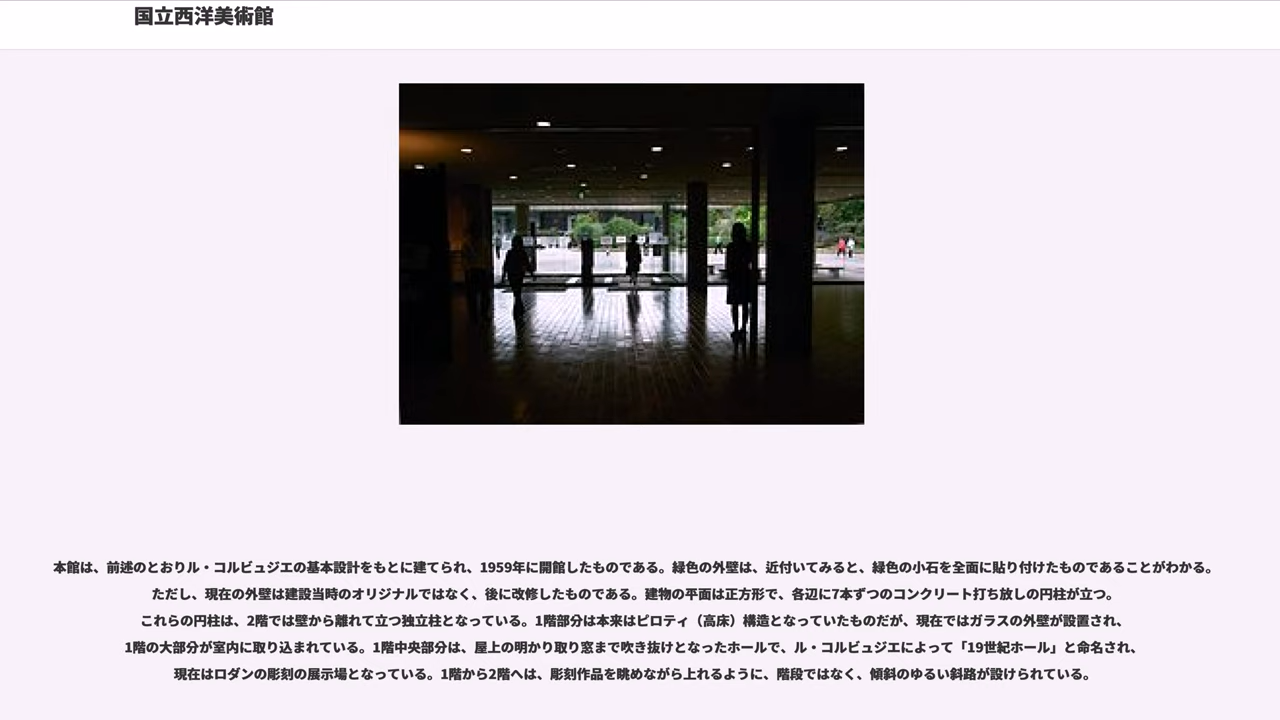 国立西洋美術館
本館は、前述のとおりル・コルビュジエの基本設計をもとに建てられ、1959年に開館したものである。緑色の外壁は、近付いてみると、緑色の小石を全面に貼り付けたものであることがわかる。
ただし、現在の外壁は建設当時のオリジナルではなく、後に改修したものである。建物の平面は正方形で、各辺に7本ずつのコンクリート打ち放しの円柱が立つ。
これらの円柱は、2階では壁から離れて立つ独立柱となっている。1階部分は本来はピロティ（高床）構造となっていたものだが、現在ではガラスの外壁が設置され、
1階の大部分が室内に取り込まれている。1階中央部分は、屋上の明かり取り窓まで吹き抜けとなったホールで、ル・コルビュジエによって「19世紀ホール」と命名され、
現在はロダンの彫刻の展示場となっている。1階から2階へは、彫刻作品を眺めながら上れるように、階段ではなく、傾斜のゆるい斜路が設けられている。